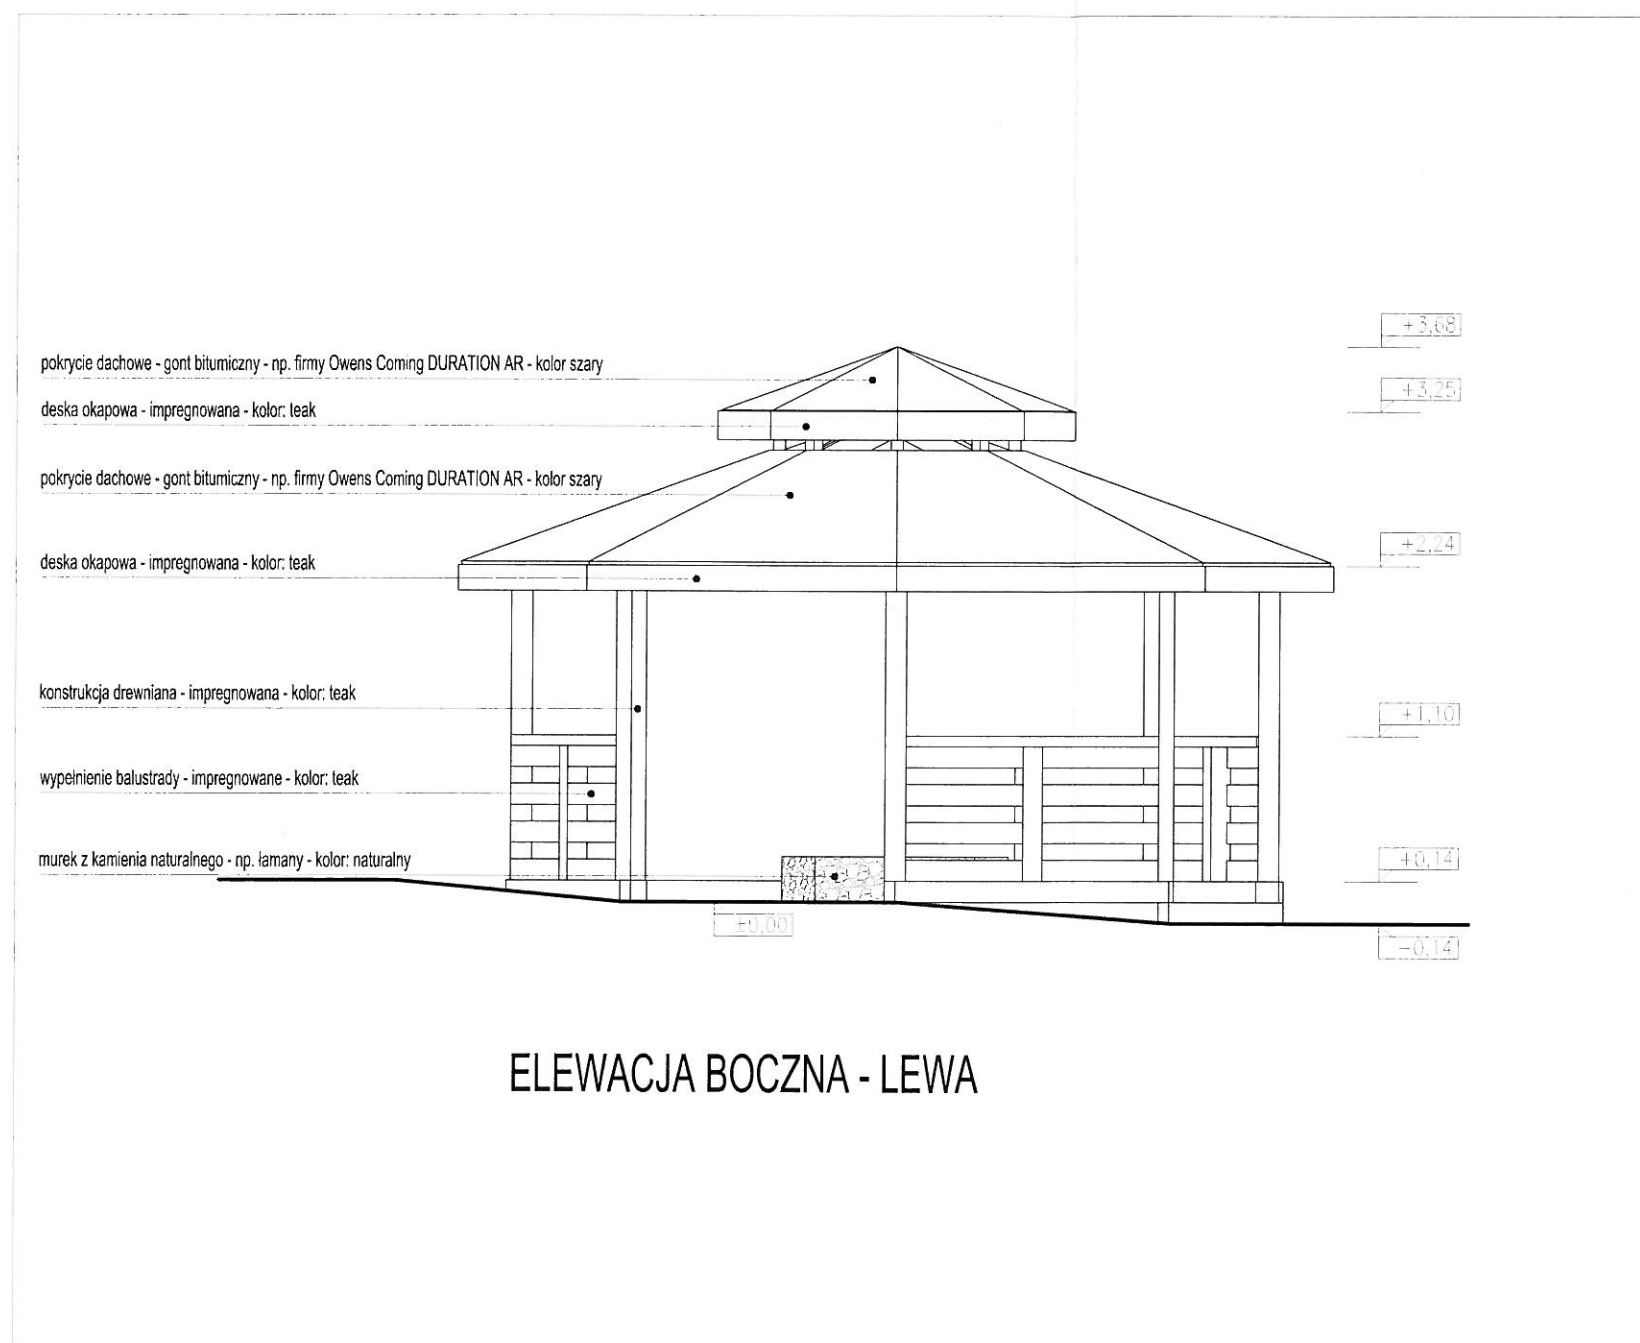 +3,68
pokrycie dachowe - gont bitumiczny - np. firmy Owens Corning DURATION AR - kolor szary
+3,25
deska okapowa - impregnowana - kolor: teak
pokrycie dachowe - gont bitumiczny - np. firmy Owens Corning DURATION AR - kolor szary
+2,24
deska okapowa - impregnowana - kolor: teak
konstrukcja drewniana - impregnowana - kolor: teak
+1,10
wypełnienie balustrady - impregnowane - kolor: teak
murek z kamienia naturalnego - np. łamany - kolor: naturalny
+0,14
±0,00
-0,14
ELEWACJA BOCZNA - LEWA